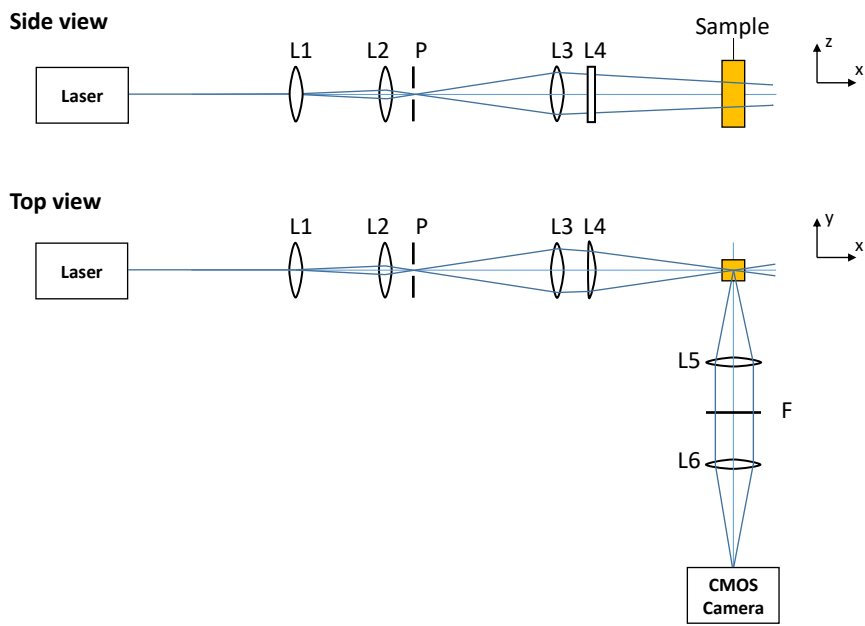 Side view
L1 L2 P L3 L4 Sample
z
x
Laser
Top view
L1 L2 P L3 L4
y
x
Laser
L5
F
L6
CMOS
Camera